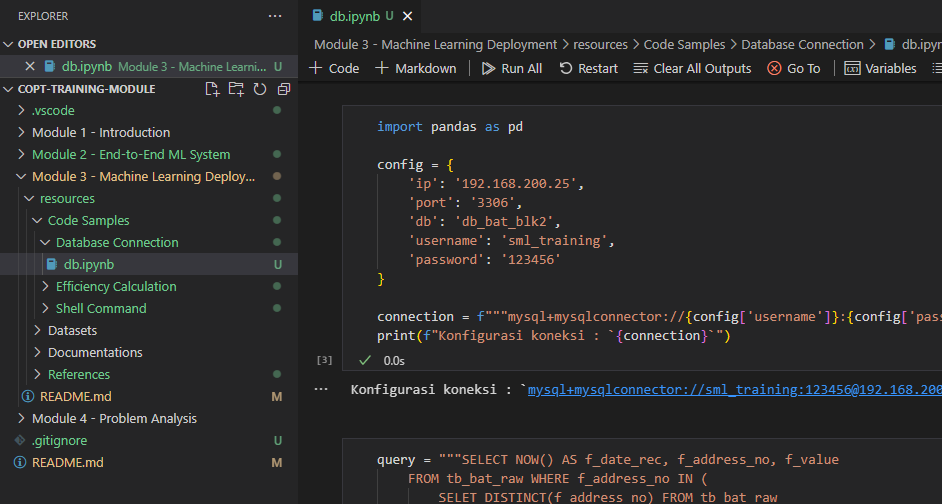 EXPLORER
OPEN EDITORS
db.ipynb Module 3 - Machine Learni... U
COPT-TRAINING-MODULE
.vscode
Module 1 - Introduction
Module 2 - End-to-End ML System
Module 3 - Machine Learning Deploy...
resources
Code Samples
Database Connection
db.ipynb U
Efficiency Calculation
Shell Command
Datasets
Documentations
References
README.md M
Module 4 - Problem Analysis
.gitignore U
README.md M
db.ipynb U
Module 3 - Machine Learning Deployment > resources > Code Samples > Database Connection > db.ipyn
+ Code + Markdown Run All Restart Clear All Outputs Go To Variables
import pandas as pd
config = {
'ip': '192.168.200.25',
'port': '3306',
'db': 'db_bat_blk2',
'username': 'sml_training',
'password': '123456'
}
connection = f"""mysql+mysqlconnector://{config['username']}:{config['pas
print(f"Konfigurasi koneksi : `{connection}`")
[3] 0.0s
Konfigurasi koneksi : `mysql+mysqlconnector://sml_training:123456@192.168.200
query = """SELECT NOW() AS f_date_rec, f_address_no, f_value
FROM tb_bat_raw WHERE f_address_no IN (
SELET DISTINCT(f_address_no) FROM tb_bat_raw